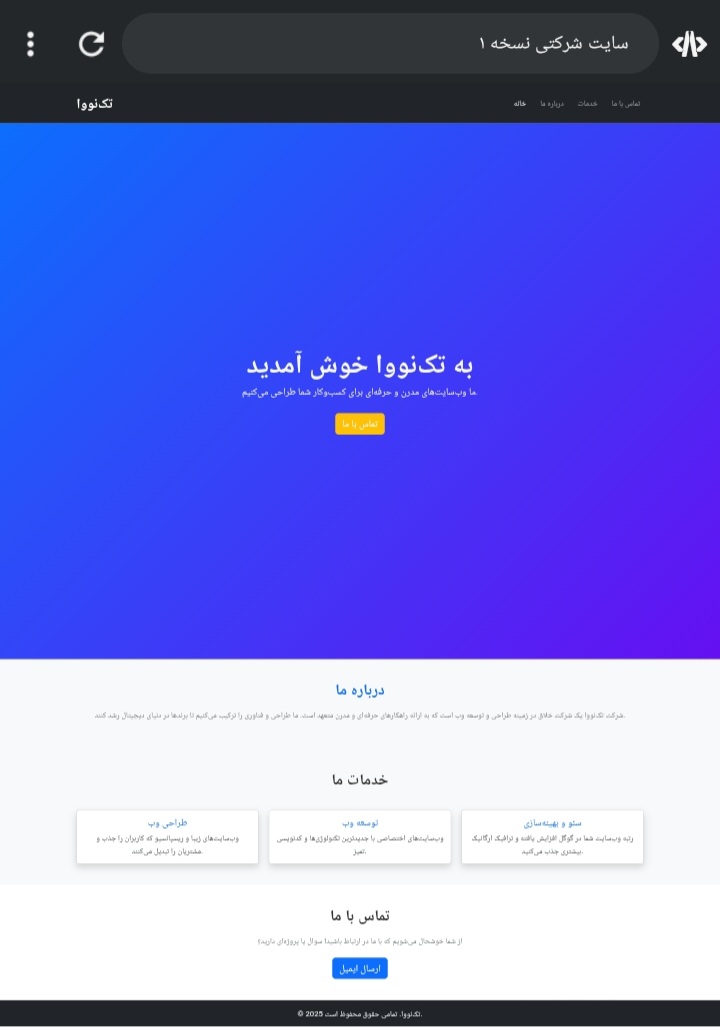 سایت شرکتی نسخه ۱
تک‌نووا
خانه درباره ما خدمات تماس با ما
به تک‌نووا خوش آمدید
ما وب‌سایت‌های مدرن و حرفه‌ای برای کسب‌وکار شما طراحی می‌کنیم.
تماس با ما
درباره ما
شرکت تک‌نووا یک شرکت خلاق در زمینه طراحی و توسعه وب است که به ارائه راهکارهای حرفه‌ای و مدرن متعهد است. ما طراحی و فناوری را ترکیب می‌کنیم تا برندها در دنیای دیجیتال رشد کنند.
خدمات ما
طراحی وب
وب‌سایت‌های زیبا و ریسپانسیو که کاربران را جذب و
مشتریان را تبدیل می‌کنند.
توسعه وب
وب‌سایت‌های اختصاصی با جدیدترین تکنولوژی‌ها و کدنویسی
تمیز.
سئو و بهینه‌سازی
رتبه وب‌سایت شما در گوگل افزایش یافته و ترافیک ارگانیک
بیشتری جذب می‌کنید.
تماس با ما
از شما خوشحال می‌شویم که با ما در ارتباط باشید! سوال یا پروژه‌ای دارید؟
ارسال ایمیل
© 2025 تک‌نووا. تمامی حقوق محفوظ است.